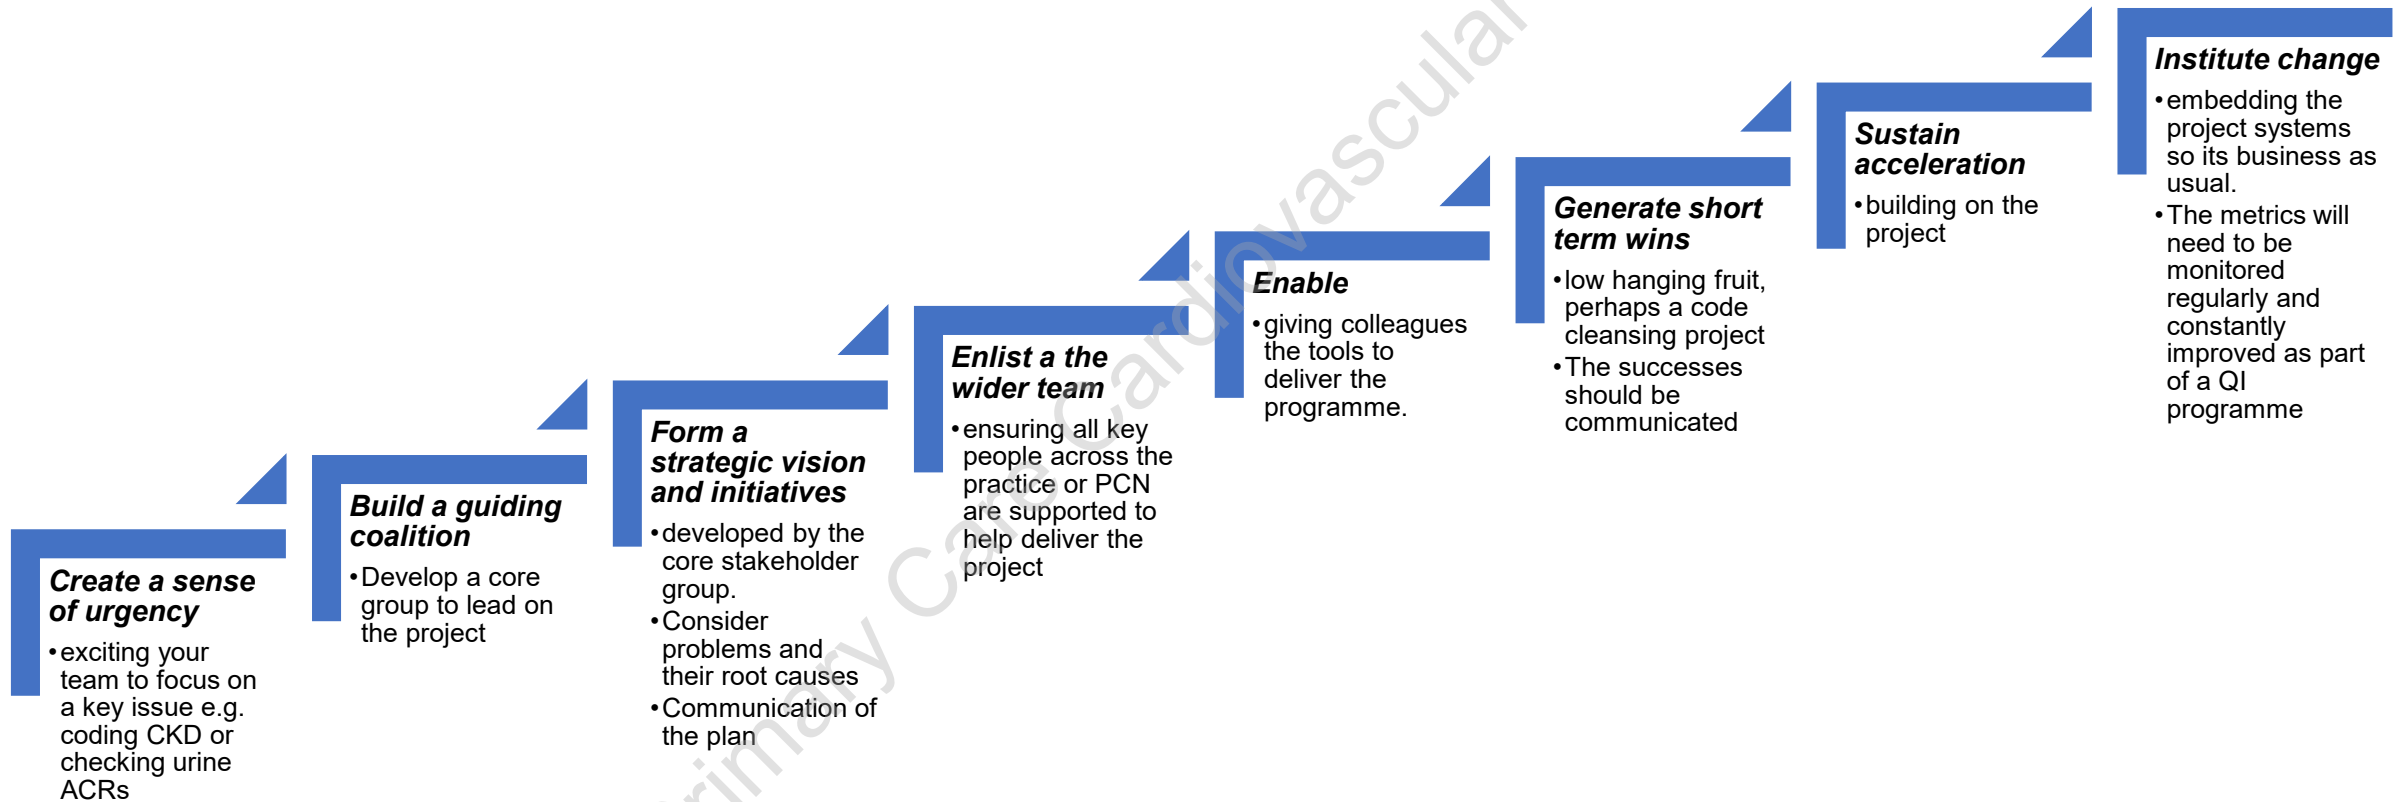 Create a sense
of urgency
•exciting your
team to focus on
a key issue e.g.
coding CKD or
checking urine
ACRs
Build a guiding
coalition
•Develop a core
group to lead on
the project
Form a
strategic vision
and initiatives
•developed by the
core stakeholder
group.
•Consider
problems and
their root causes
•Communication of
the plan
Enlist a the
wider team
•ensuring all key
people across the
practice or PCN
are supported to
help deliver the
project
Enable
•giving colleagues
the tools to
deliver the
programme.
Generate short
term wins
•low hanging fruit,
perhaps a code
cleansing project
•The successes
should be
communicated
Sustain
acceleration
•building on the
project
Institute change
•embedding the
project systems
so its business as
usual.
•The metrics will
need to be
monitored
regularly and
constantly
improved as part
of a QI
programme
Primary Care Cardiovascular